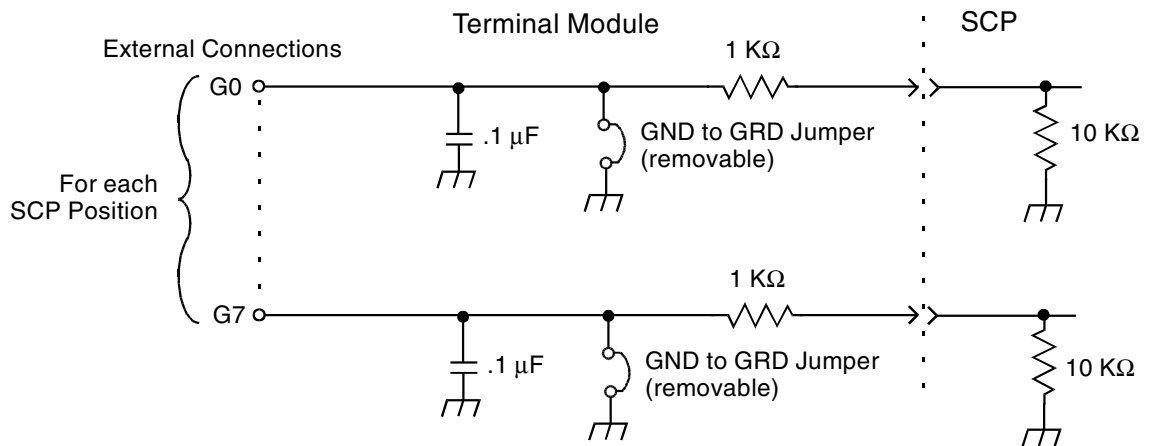 Terminal Module
SCP
External Connections
1 KΩ
G0
.1 μF
GND to GRD Jumper
(removable)
10 KΩ
For each
SCP Position
1 KΩ
G7
.1 μF
GND to GRD Jumper
(removable)
10 KΩ